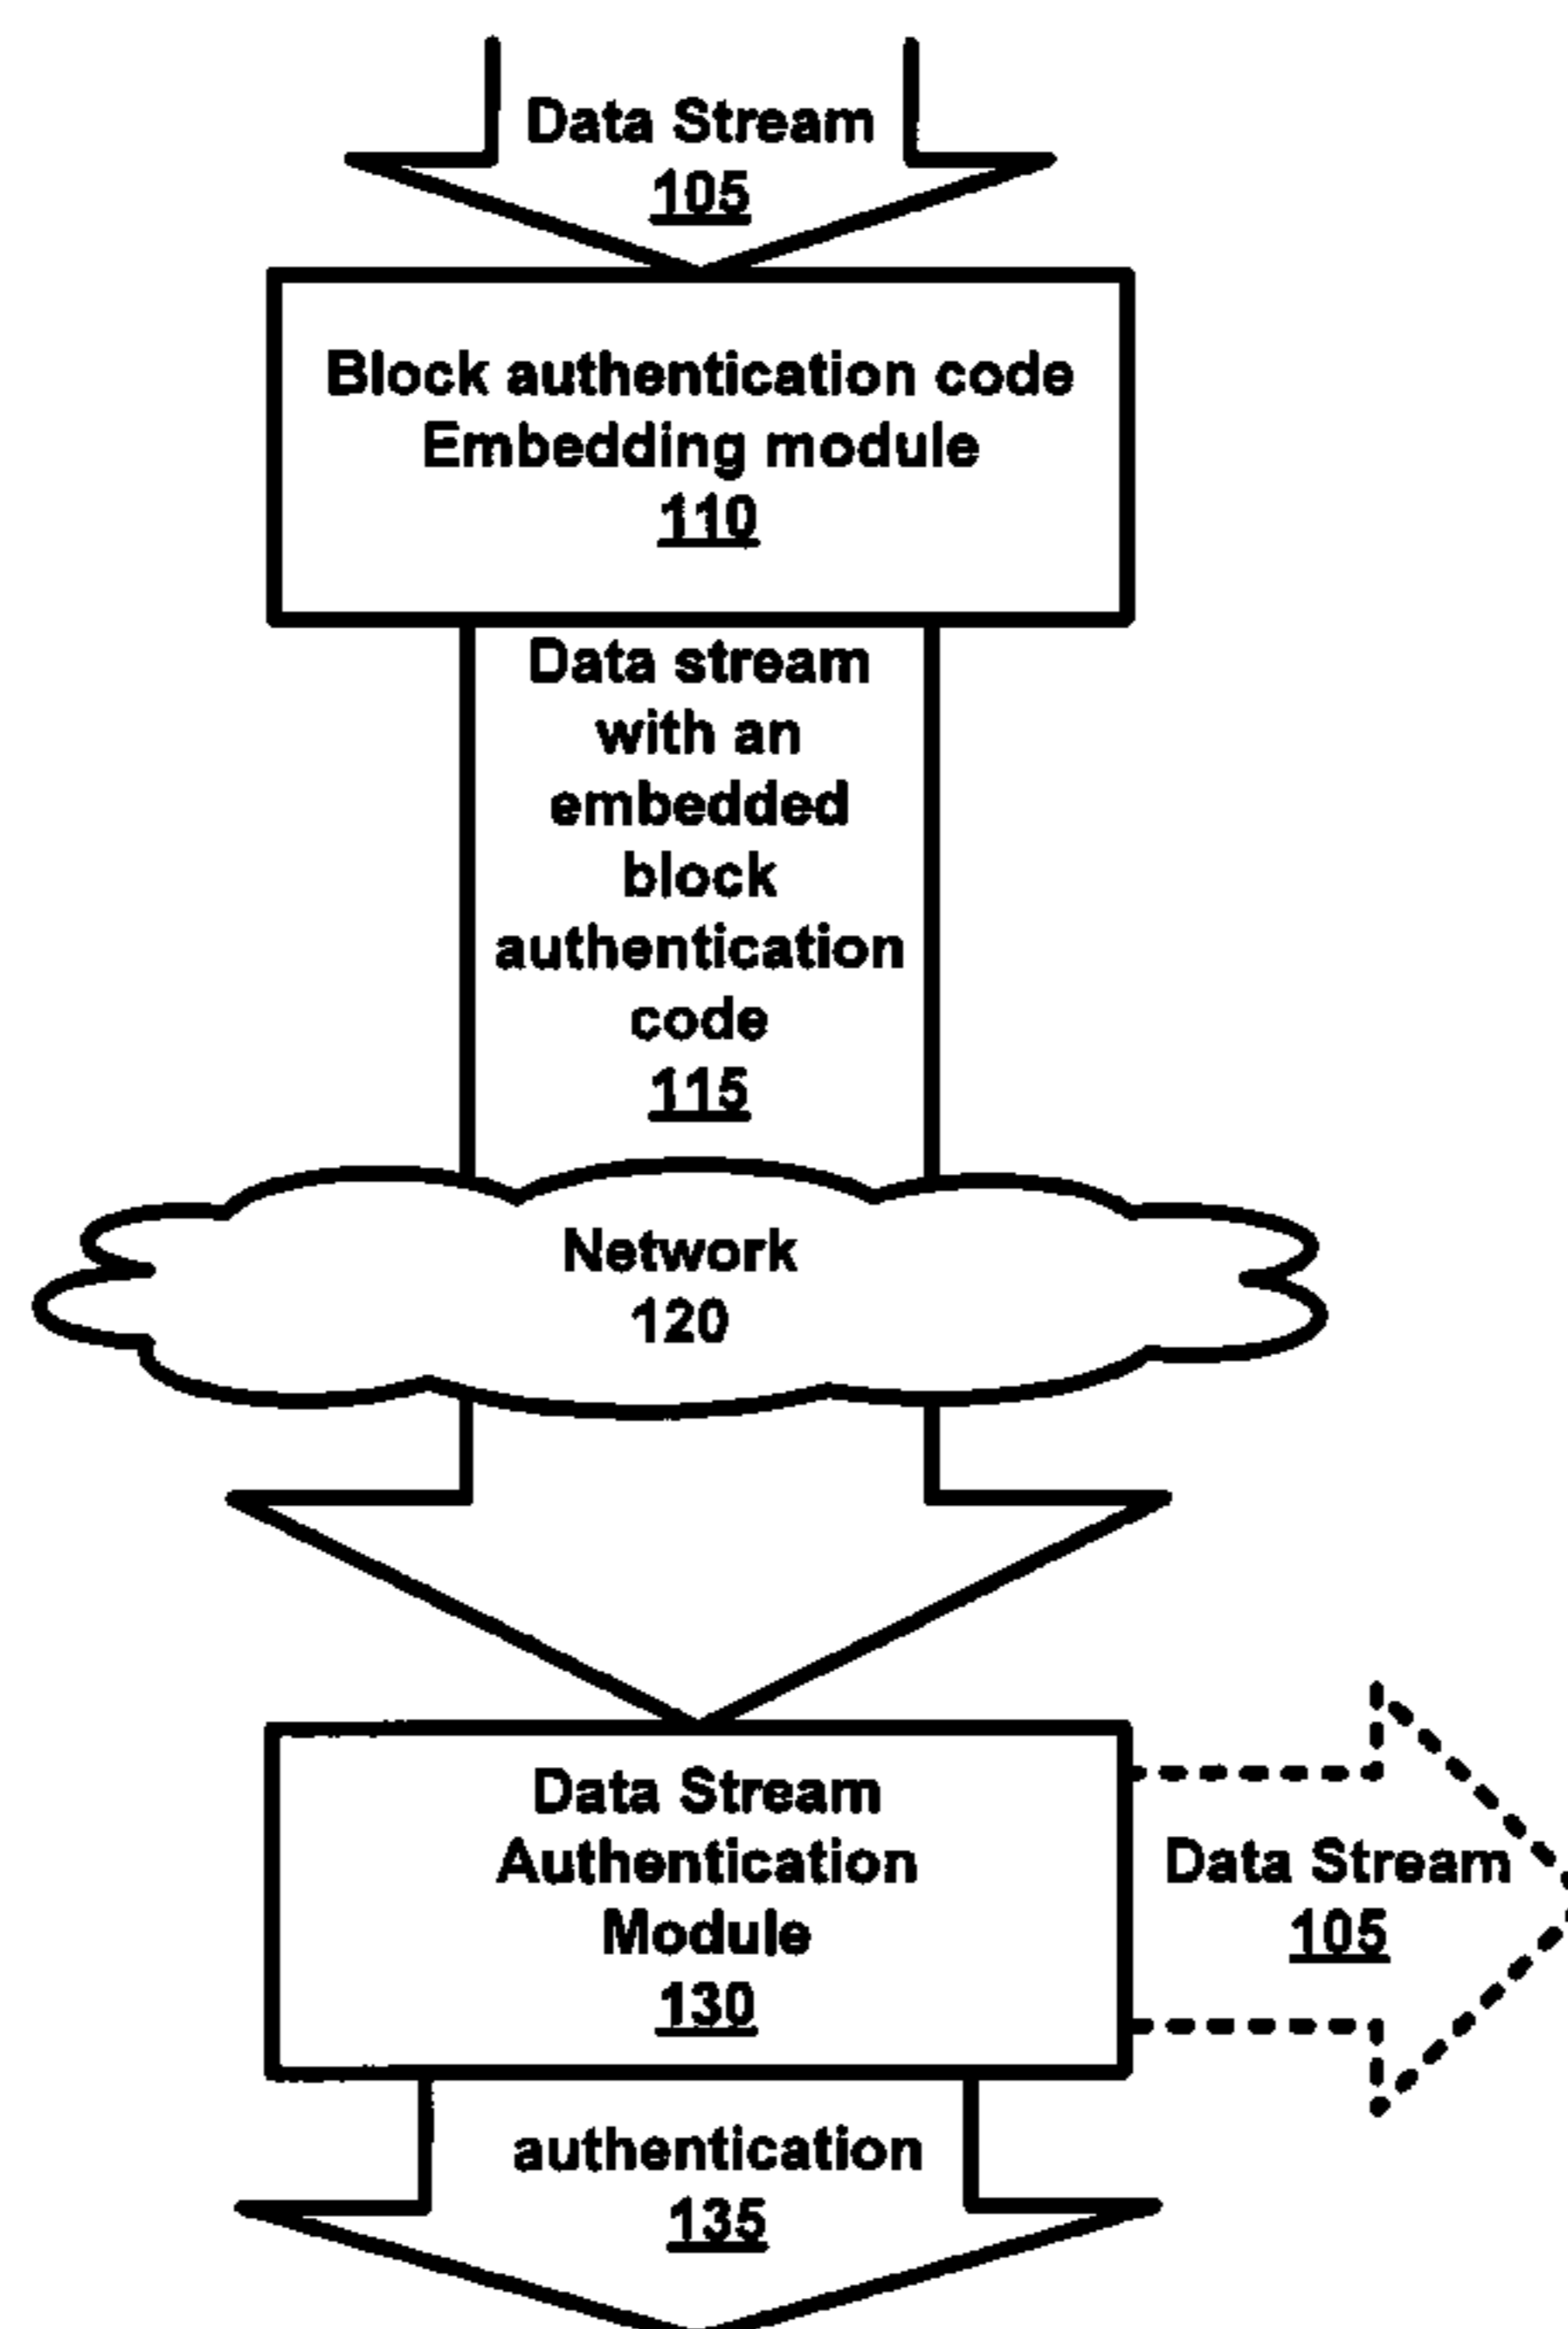 Data Stream
105
Block authentication code
Embedding module
110
Data stream
with an
embedded
block
authentication
code
115
Network
120
Data Stream
Authentication
Module
130
Data Stream
105
authentication
135